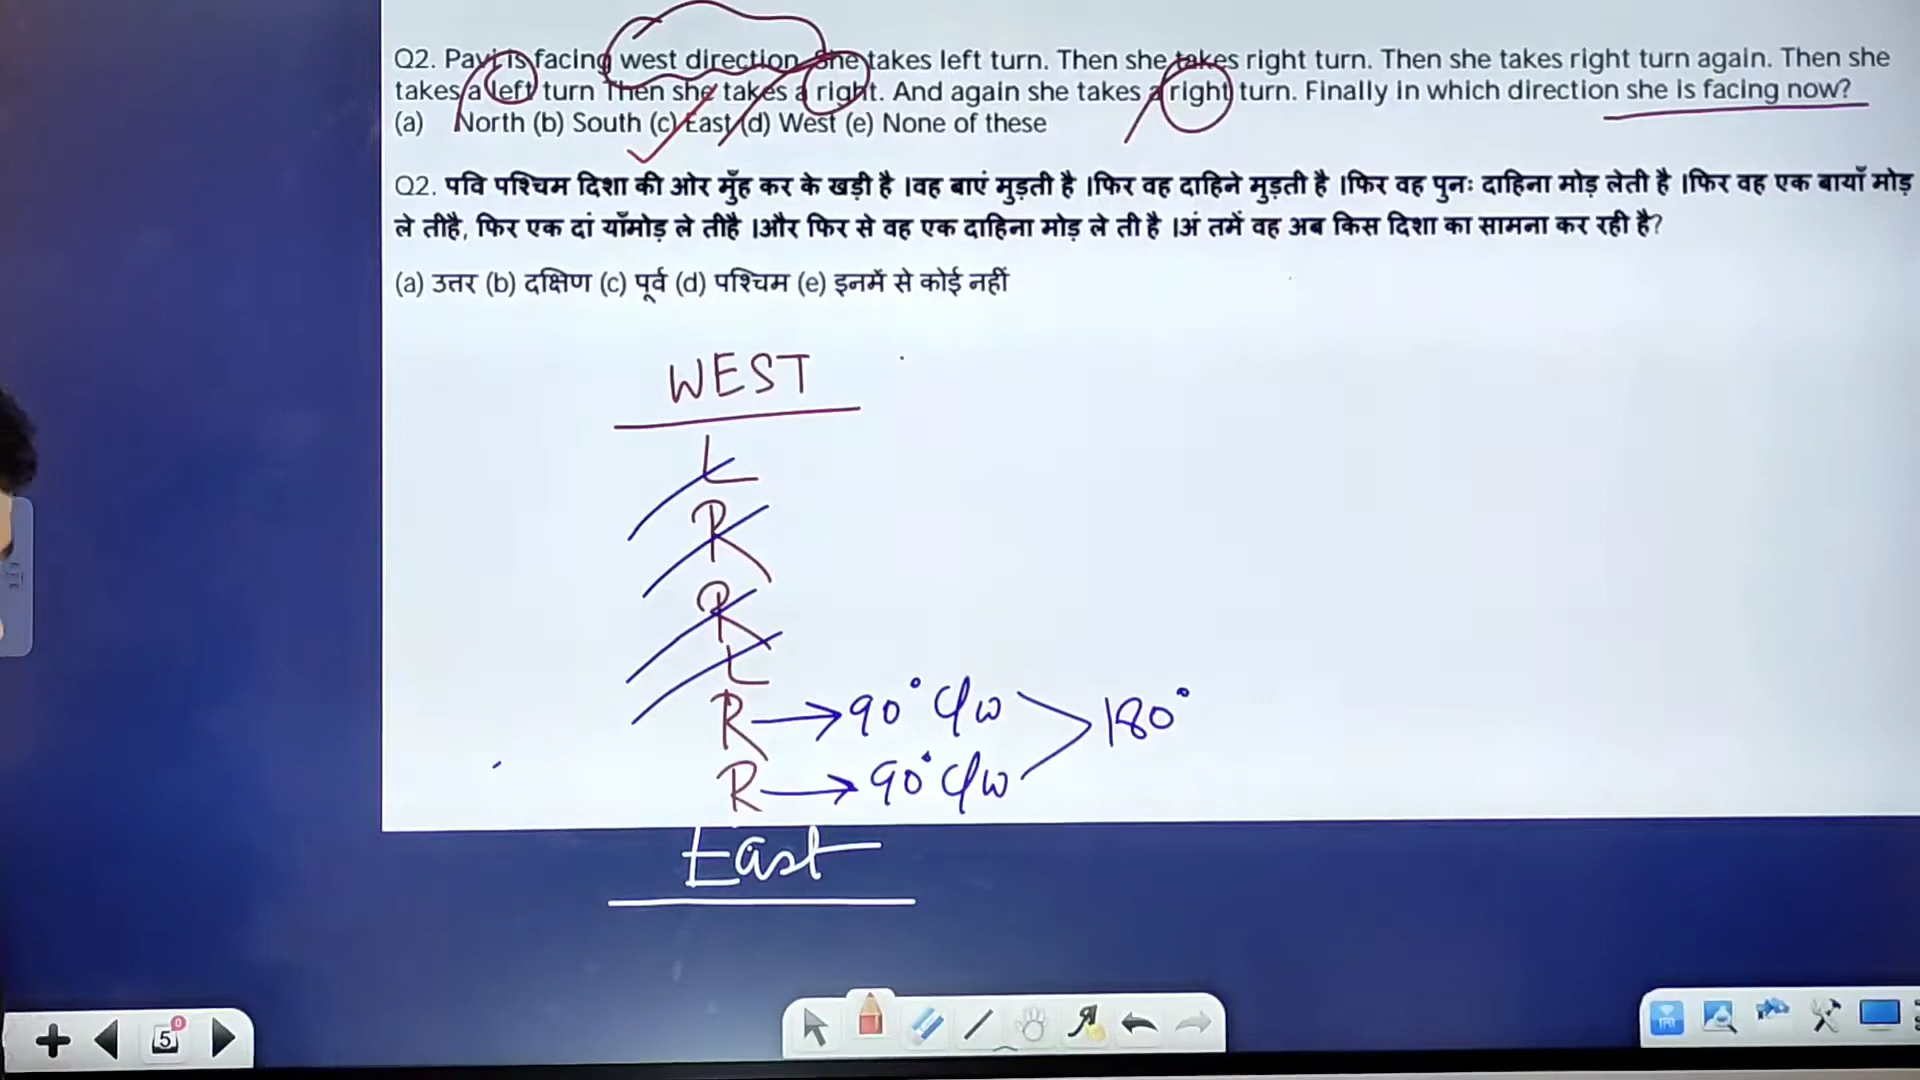 Q2. Pavi is facing west direction. She takes left turn. Then she takes right turn. Then she takes right turn again. Then she
takes a left turn Then she takes a right. And again she takes a right turn. Finally in which direction she is facing now?
(a) North (b) South (c) East (d) West (e) None of these
Q2. पवि पश्चिम दिशा की ओर मुँह कर के खड़ी है ।वह बाएं मुड़ती है ।फिर वह दाहिने मुड़ती है ।फिर वह पुनः दाहिना मोड़ लेती है ।फिर वह एक बायाँ मोड़
ले तीहै, फिर एक दां याँमोड़ ले तीहै ।और फिर से वह एक दाहिना मोड़ ले ती है ।अं तमें वह अब किस दिशा का सामना कर रही है?
(a) उत्तर (b) दक्षिण (c) पूर्व (d) पश्चिम (e) इनमें से कोई नहीं
WEST
L
R
R
L
R → 90° c/w
180°
R → 90° c/w
East
5
0